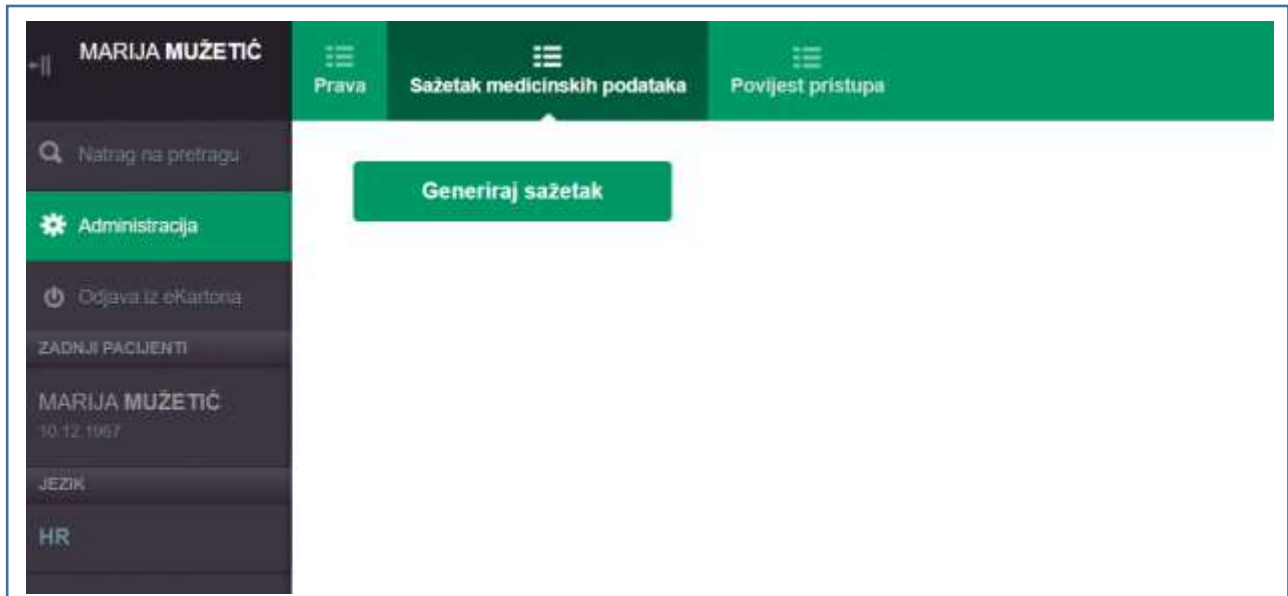 MARIJA MUŽETIĆ
Prava
Sažetak medicinskih podataka
Povijest pristupa
Natrag na pretragu
Administracija
Odjava iz eKartona
ZADNJI PACIJENTI
MARIJA MUŽETIĆ
10.12.1967
JEZIK
HR
Generiraj sažetak